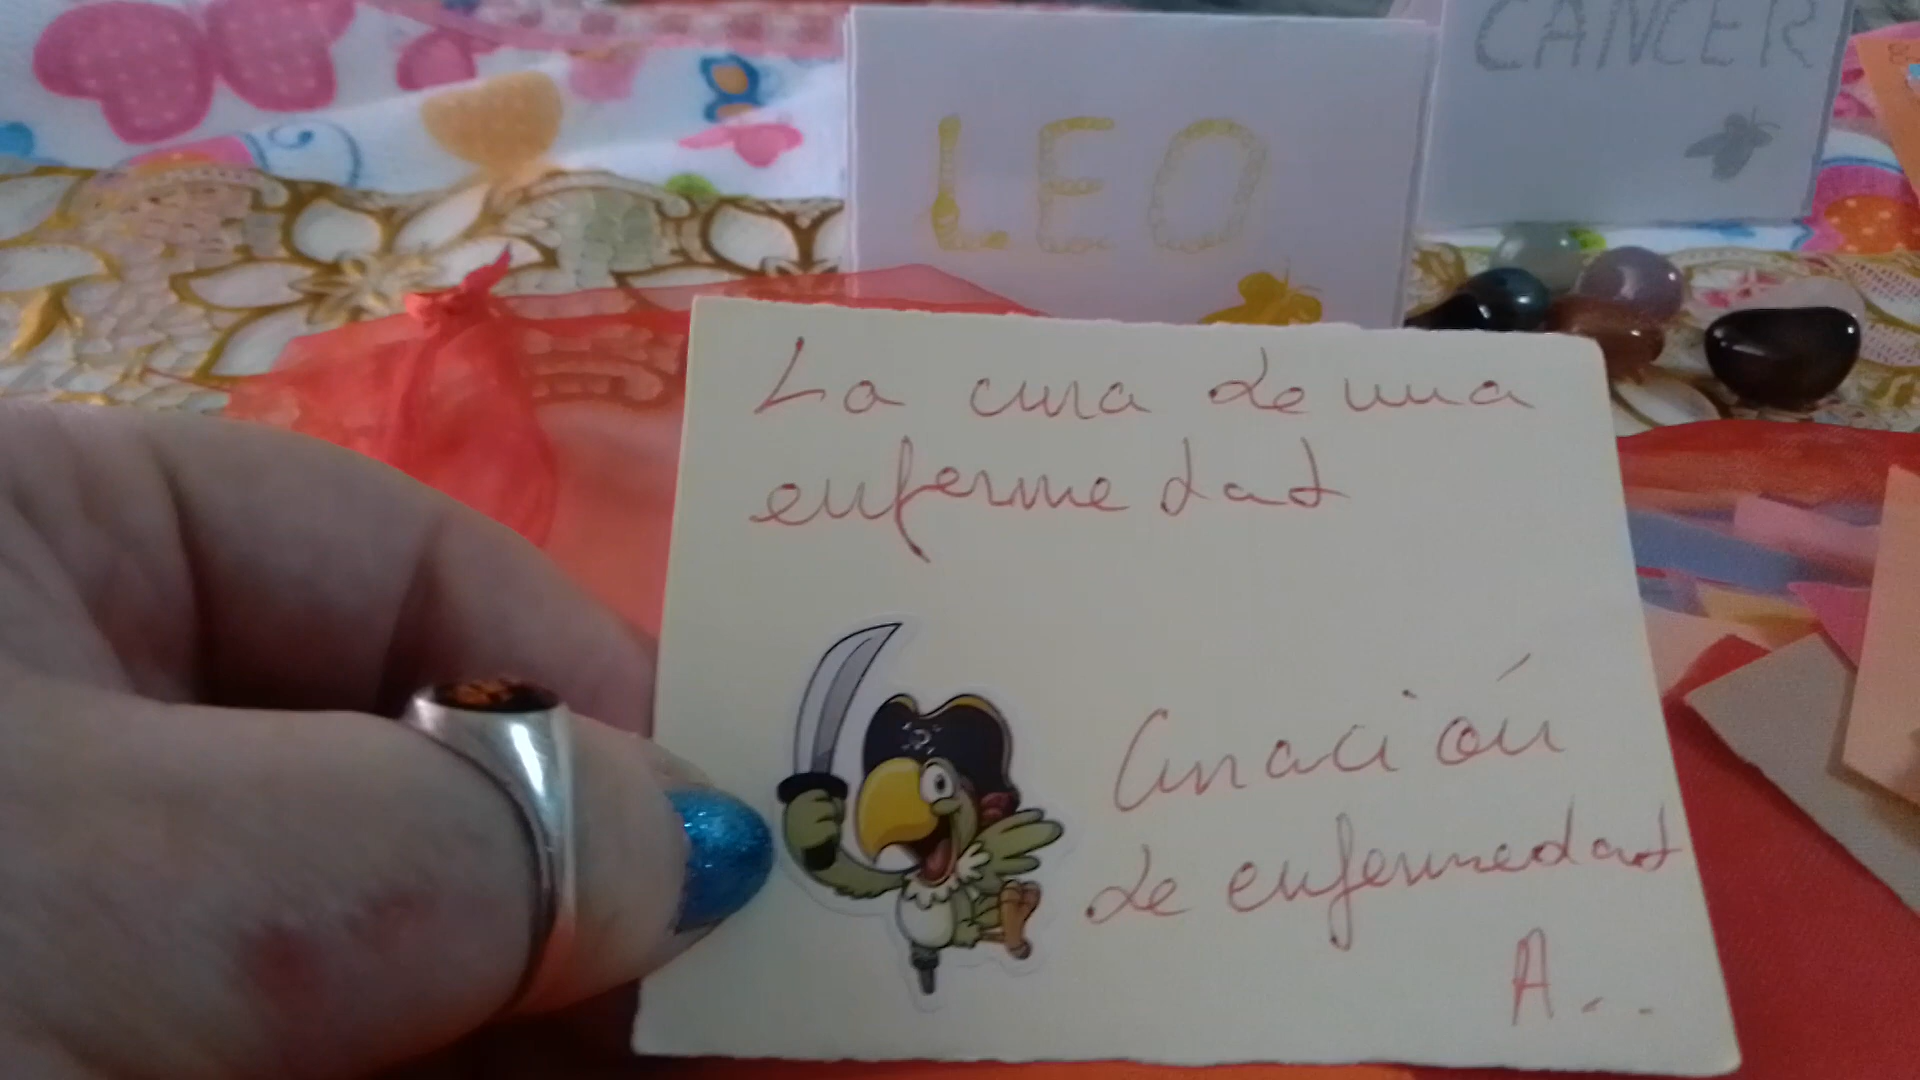 CANCER
LEO
La cura de una
enfermedad
Curación
de enfermedad
A...